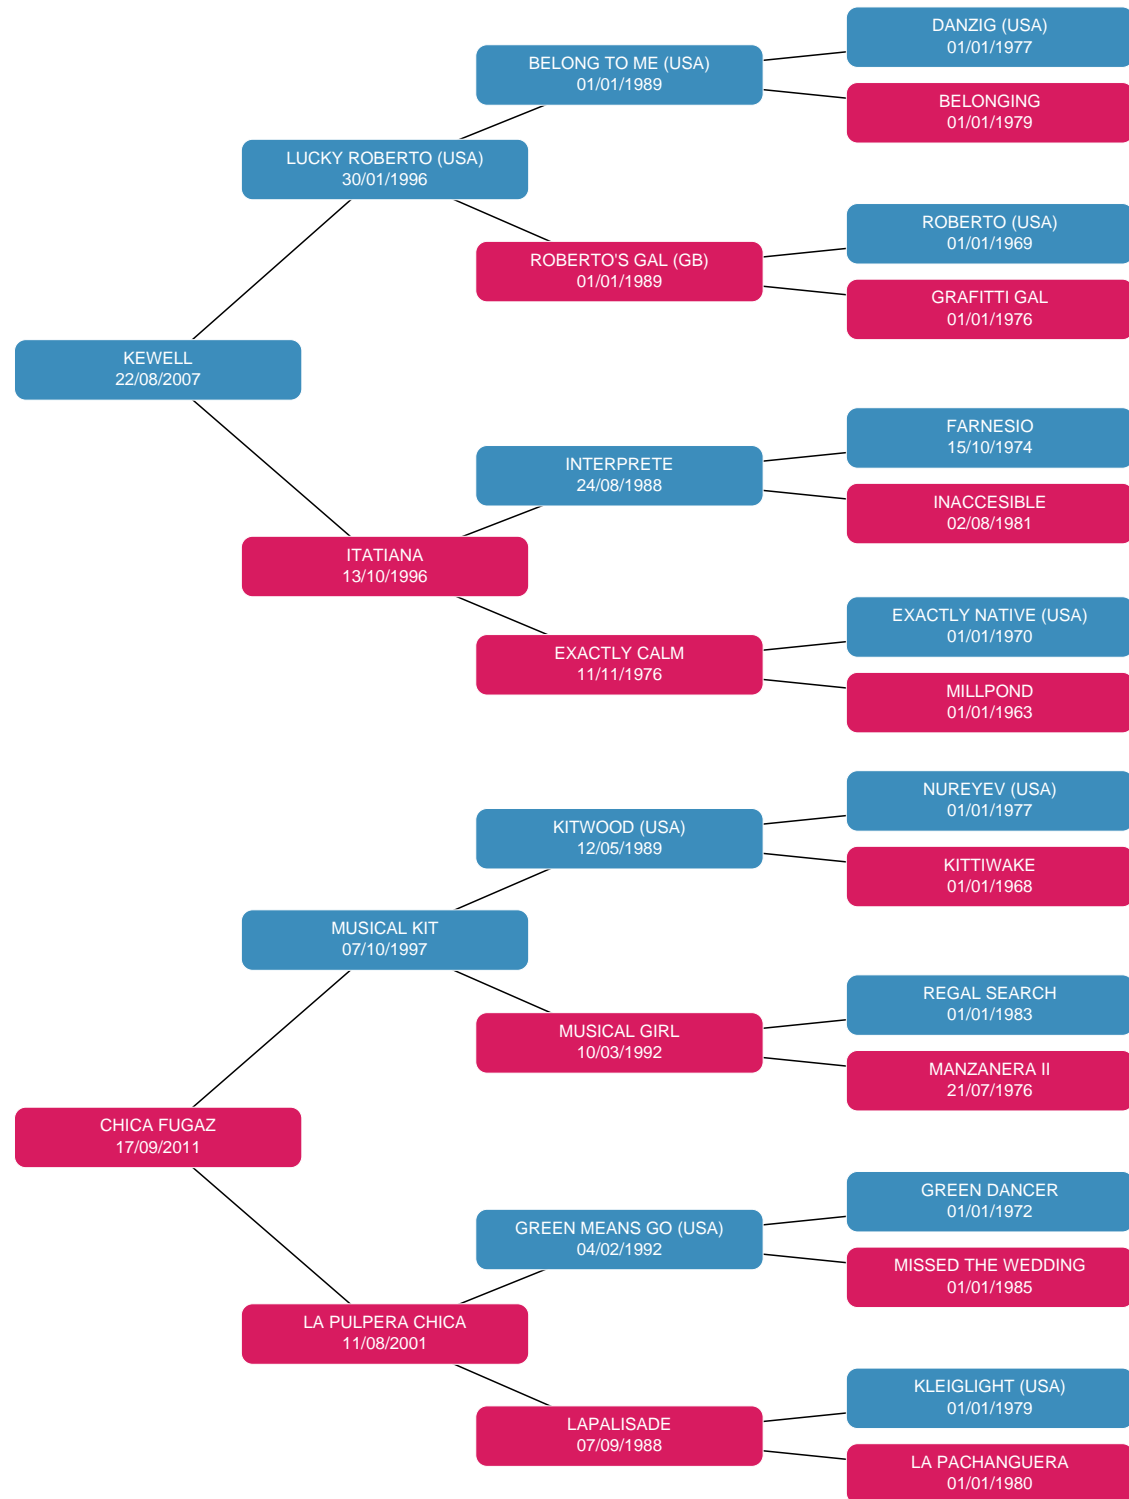 DANZIG (USA)
01/01/1977
BELONG TO ME (USA)
01/01/1989
BELONGING
01/01/1979
LUCKY ROBERTO (USA)
30/01/1996
ROBERTO (USA)
01/01/1969
ROBERTO'S GAL (GB)
01/01/1989
GRAFITTI GAL
01/01/1976
KEWELL
22/08/2007
FARNESIO
15/10/1974
INTERPRETE
24/08/1988
INACCESIBLE
02/08/1981
ITATIANA
13/10/1996
EXACTLY NATIVE (USA)
01/01/1970
EXACTLY CALM
11/11/1976
MILLPOND
01/01/1963
NUREYEV (USA)
01/01/1977
KITWOOD (USA)
12/05/1989
KITTIWAKE
01/01/1968
MUSICAL KIT
07/10/1997
REGAL SEARCH
01/01/1983
MUSICAL GIRL
10/03/1992
MANZANERA II
21/07/1976
CHICA FUGAZ
17/09/2011
GREEN DANCER
01/01/1972
GREEN MEANS GO (USA)
04/02/1992
MISSED THE WEDDING
01/01/1985
LA PULPERA CHICA
11/08/2001
KLEIGLIGHT (USA)
01/01/1979
LAPALISADE
07/09/1988
LA PACHANGUERA
01/01/1980